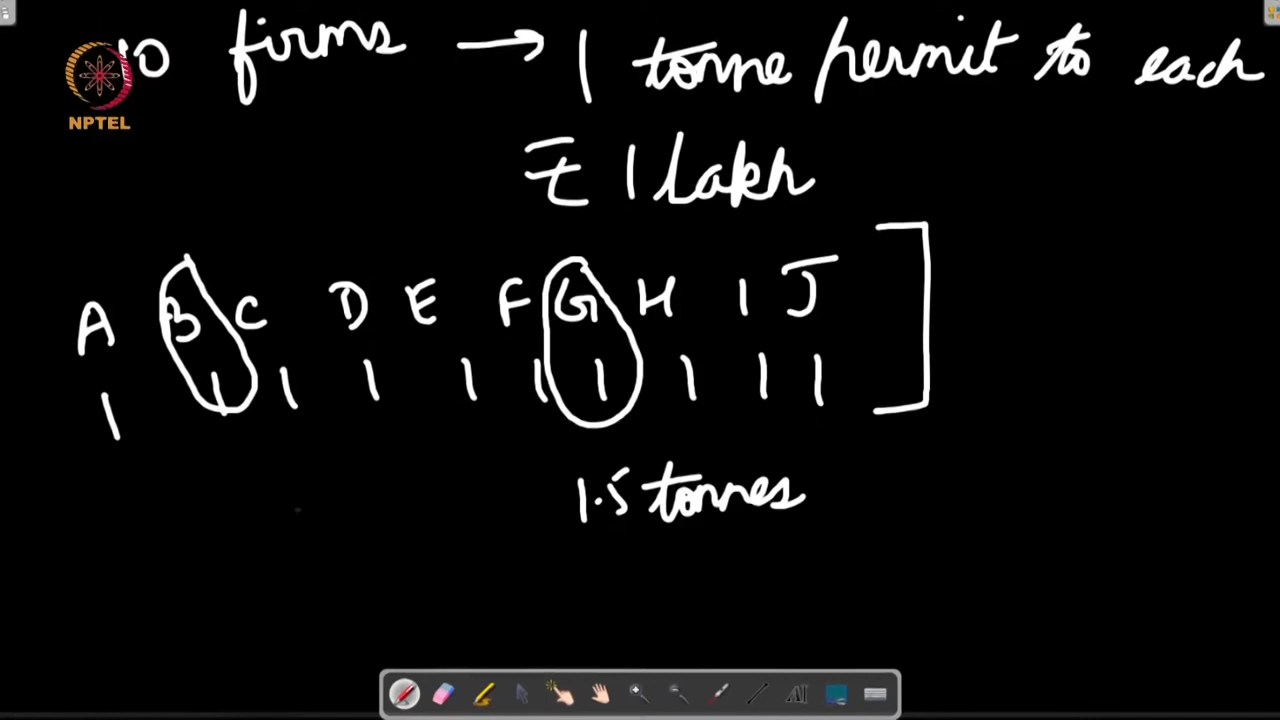 10 firms → 1 tonne permit to each
NPTEL
₹ 1 lakh
A B C D E F G H I J
1 1 1 1 1 1 1 1 1 1
1.5 tonnes
AI